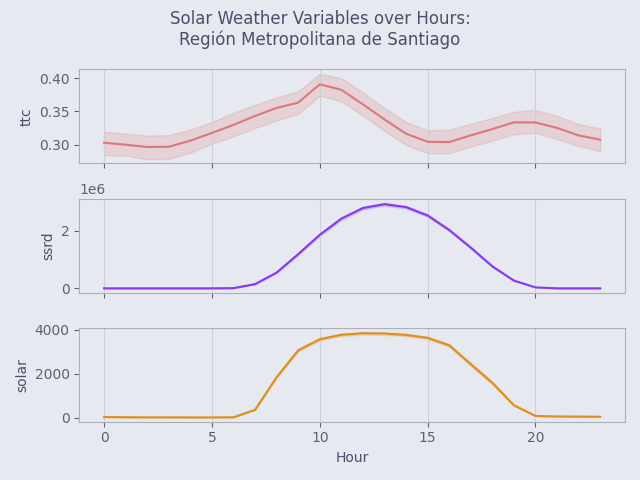 Solar Weather Variables over Hours:
Región Metropolitana de Santiago
0.40
0.35
0.30
ttc
1e6
2
0
ssrd
4000
2000
0
solar
0 5 10 15 20
Hour